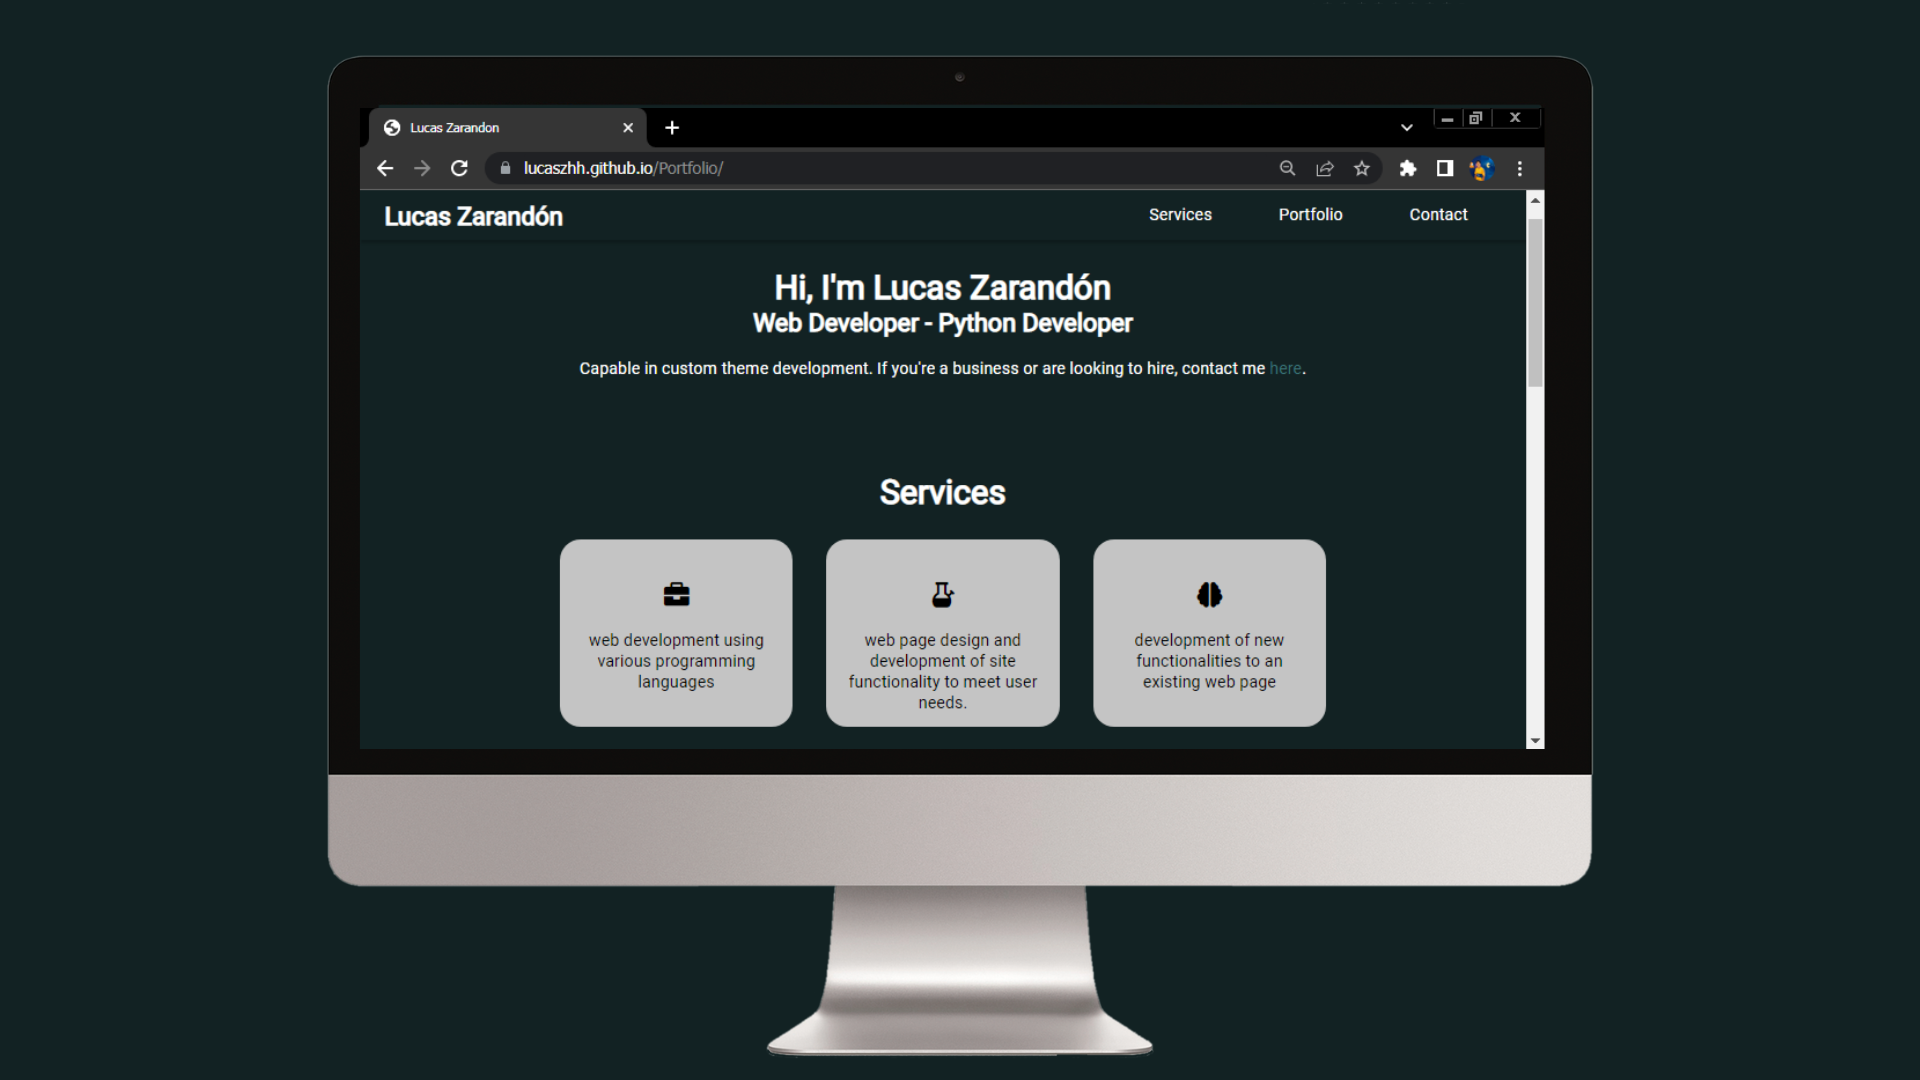 Lucas Zarandon
lucaszhh.github.io/Portfolio/
Lucas Zarandón
Services
Portfolio
Contact
Hi, I'm Lucas Zarandón
Web Developer - Python Developer
Capable in custom theme development. If you're a business or are looking to hire, contact me here.
Services
web development using
various programming
languages
web page design and
development of site
functionality to meet user
needs.
development of new
functionalities to an
existing web page